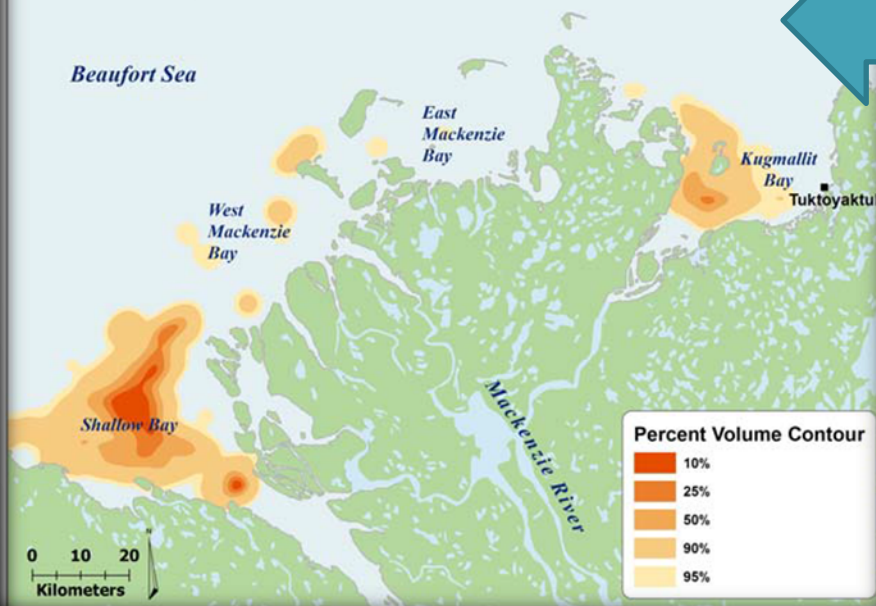 Beaufort Sea
East
Mackenzie
Bay
Kugmallit
Bay
Tuktoyaktu
West
Mackenzie
Bay
Shallow Bay
Mackenzie River
Percent Volume Contour
10%
25%
50%
90%
95%
N
0 10 20
Kilometers